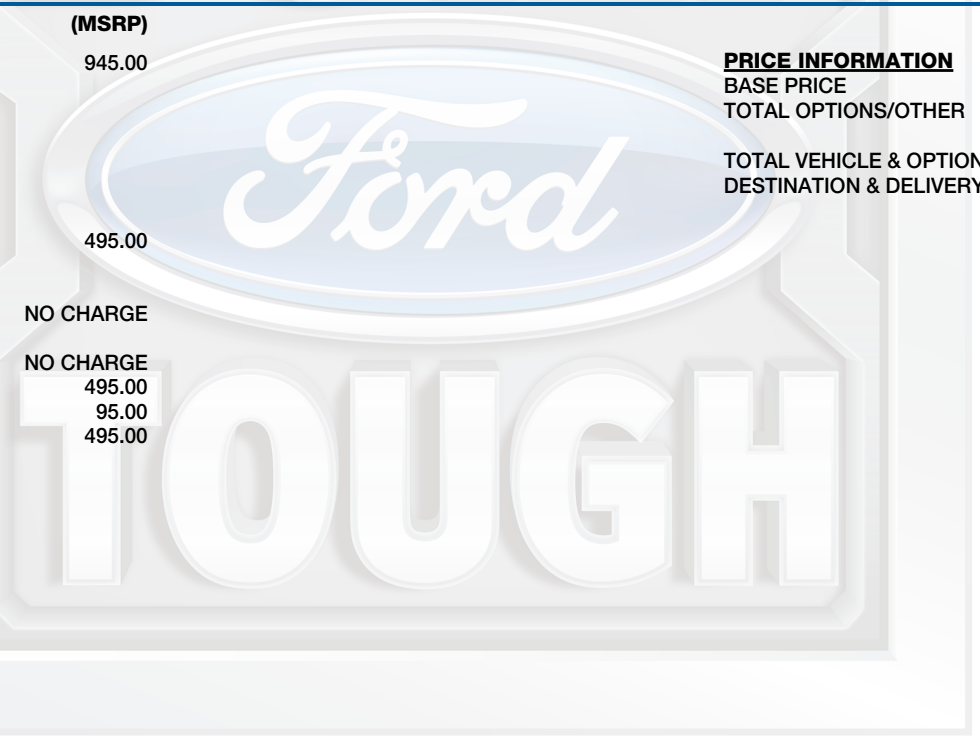 (MSRP)
945.00
495.00
NO CHARGE
NO CHARGE
495.00
95.00
495.00
PRICE INFORMATION
BASE PRICE
TOTAL OPTIONS/OTHER
TOTAL VEHICLE & OPTION
DESTINATION & DELIVERY
Ford
TOUGH